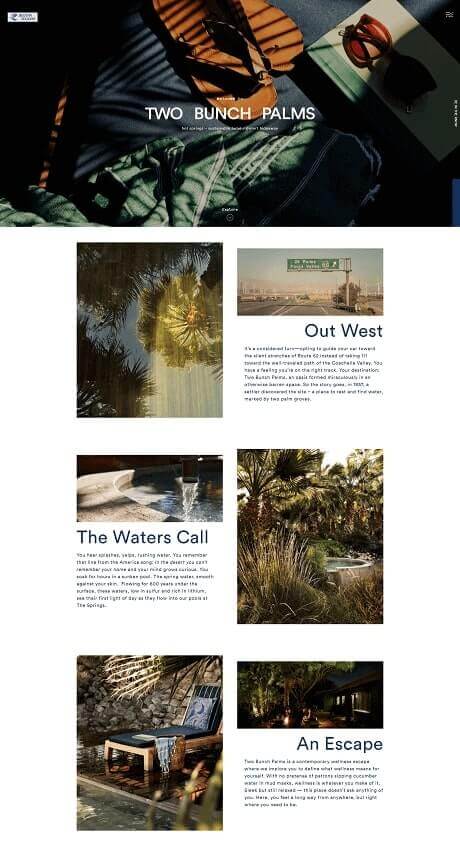 TWO BUNCH PALMS
Explore
29 Palms
Out West
It's a considered turn—opting to guide your car toward
the silent stretches of Route 62 instead of taking 111
toward the well-traveled path of the Coachella Valley. You
have a feeling you're on the right track. Your destination:
Two Bunch Palms, an oasis formed miraculously in an
otherwise barren space. So the story goes, in 1907, a
settler discovered the site – a place to rest and find water,
marked by two palm groves.
The Waters Call
You hear splashes, yelps, rushing water. You remember
that line from the America song: in the desert you can't
remember your name and your mind grows curious. You
soak for hours in a sunken pool. The spring water, smooth
against your skin. Flowing for 600 years under the
surface, these waters, low in sulfur and rich in lithium,
see their first light of day as they flow into our pools at
The Springs.
An Escape
Two Bunch Palms is a contemporary wellness escape
where we implore you to define what wellness means for
yourself. With no pretense of patrons sipping cucumber
water in mud masks, wellness is whatever you make of it.
Sleek but still relaxed — this place doesn't ask anything of
you. Here, you feel a long way from anywhere, but right
where you need to be.